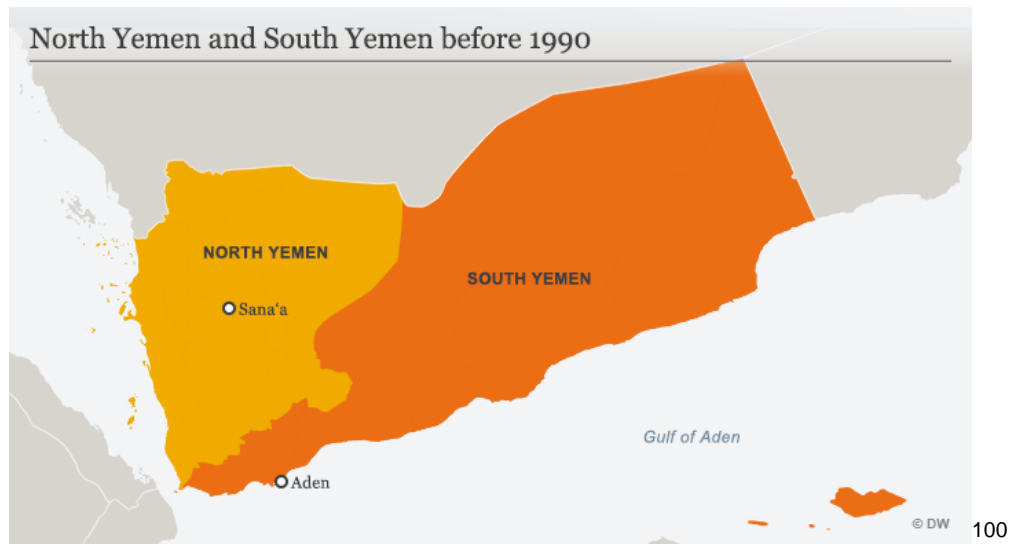 North Yemen and South Yemen before 1990
NORTH YEMEN
SOUTH YEMEN
Sana‘a
Gulf of Aden
Aden
© DW
100